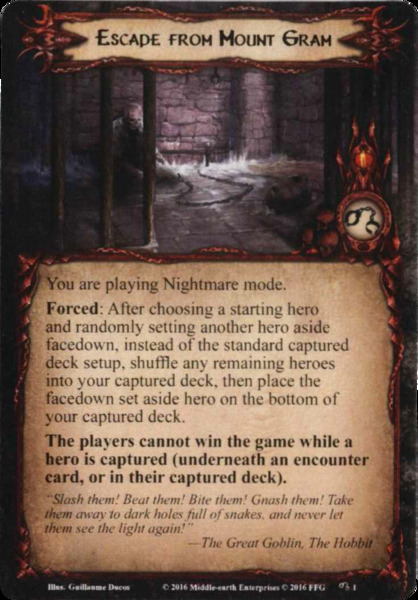 Escape from Mount Gram
You are playing Nightmare mode.
Forced: After choosing a starting hero
and randomly setting another hero aside
facedown, instead of the standard captured
deck setup, shuffle any remaining heroes
into your captured deck, then place the
facedown set aside hero on the bottom of
your captured deck.
The players cannot win the game while a
hero is captured (underneath an encounter
card, or in their captured deck).
“Slash them! Beat them! Bite them! Gnash them! Take
them away to dark holes full of snakes, and never let
them see the light again!”
—The Great Goblin, The Hobbit
Illus. Guillaume Ducos © 2016 Middle-earth Enterprises © 2016 FFG 1